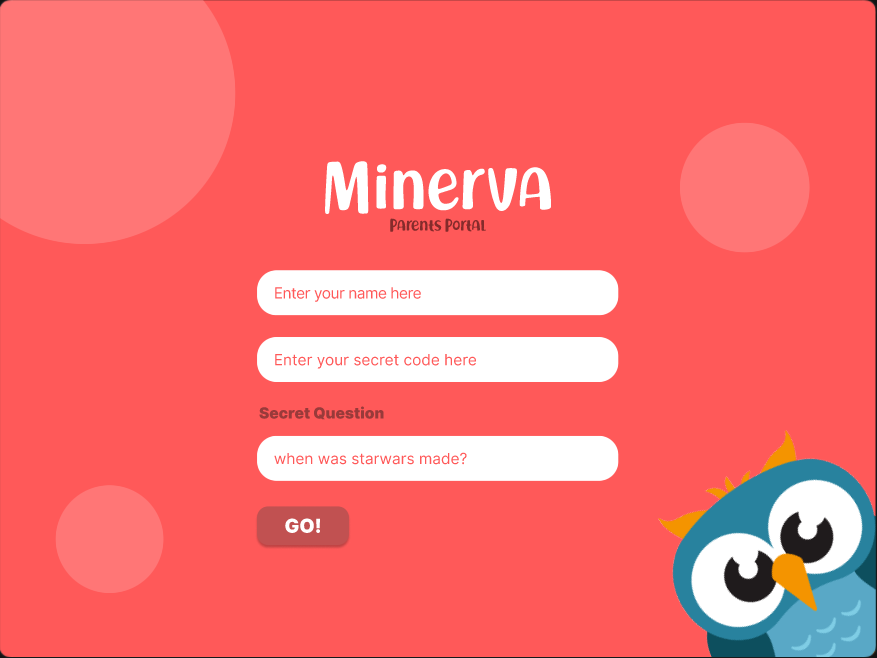 Minerva
Parents Portal
Enter your name here
Enter your secret code here
Secret Question
when was starwars made?
GO!